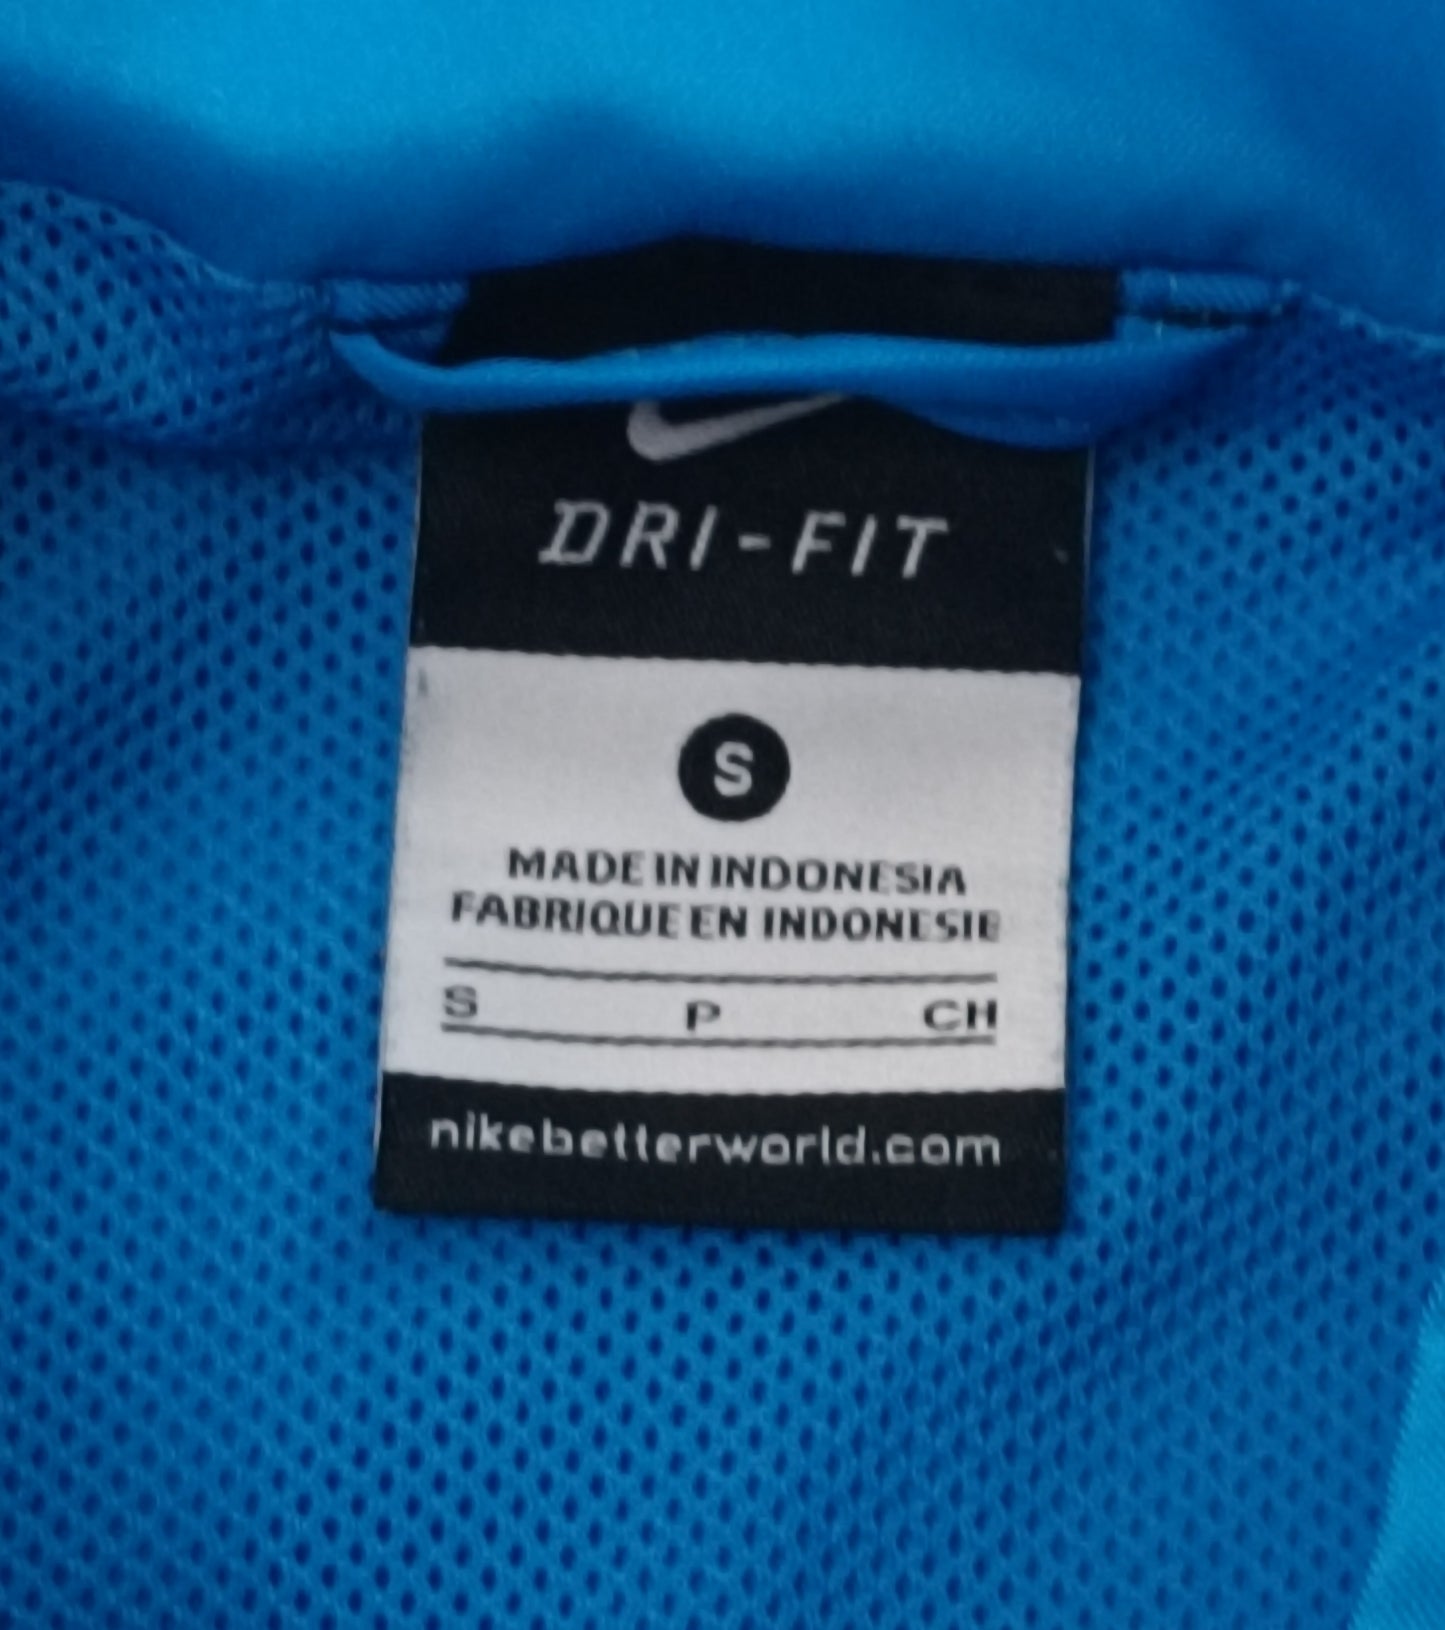 DRI-FIT
S
MADE IN INDONESIA
FABRIQUE EN INDONESIE
S P CH
nikebetterworld.com